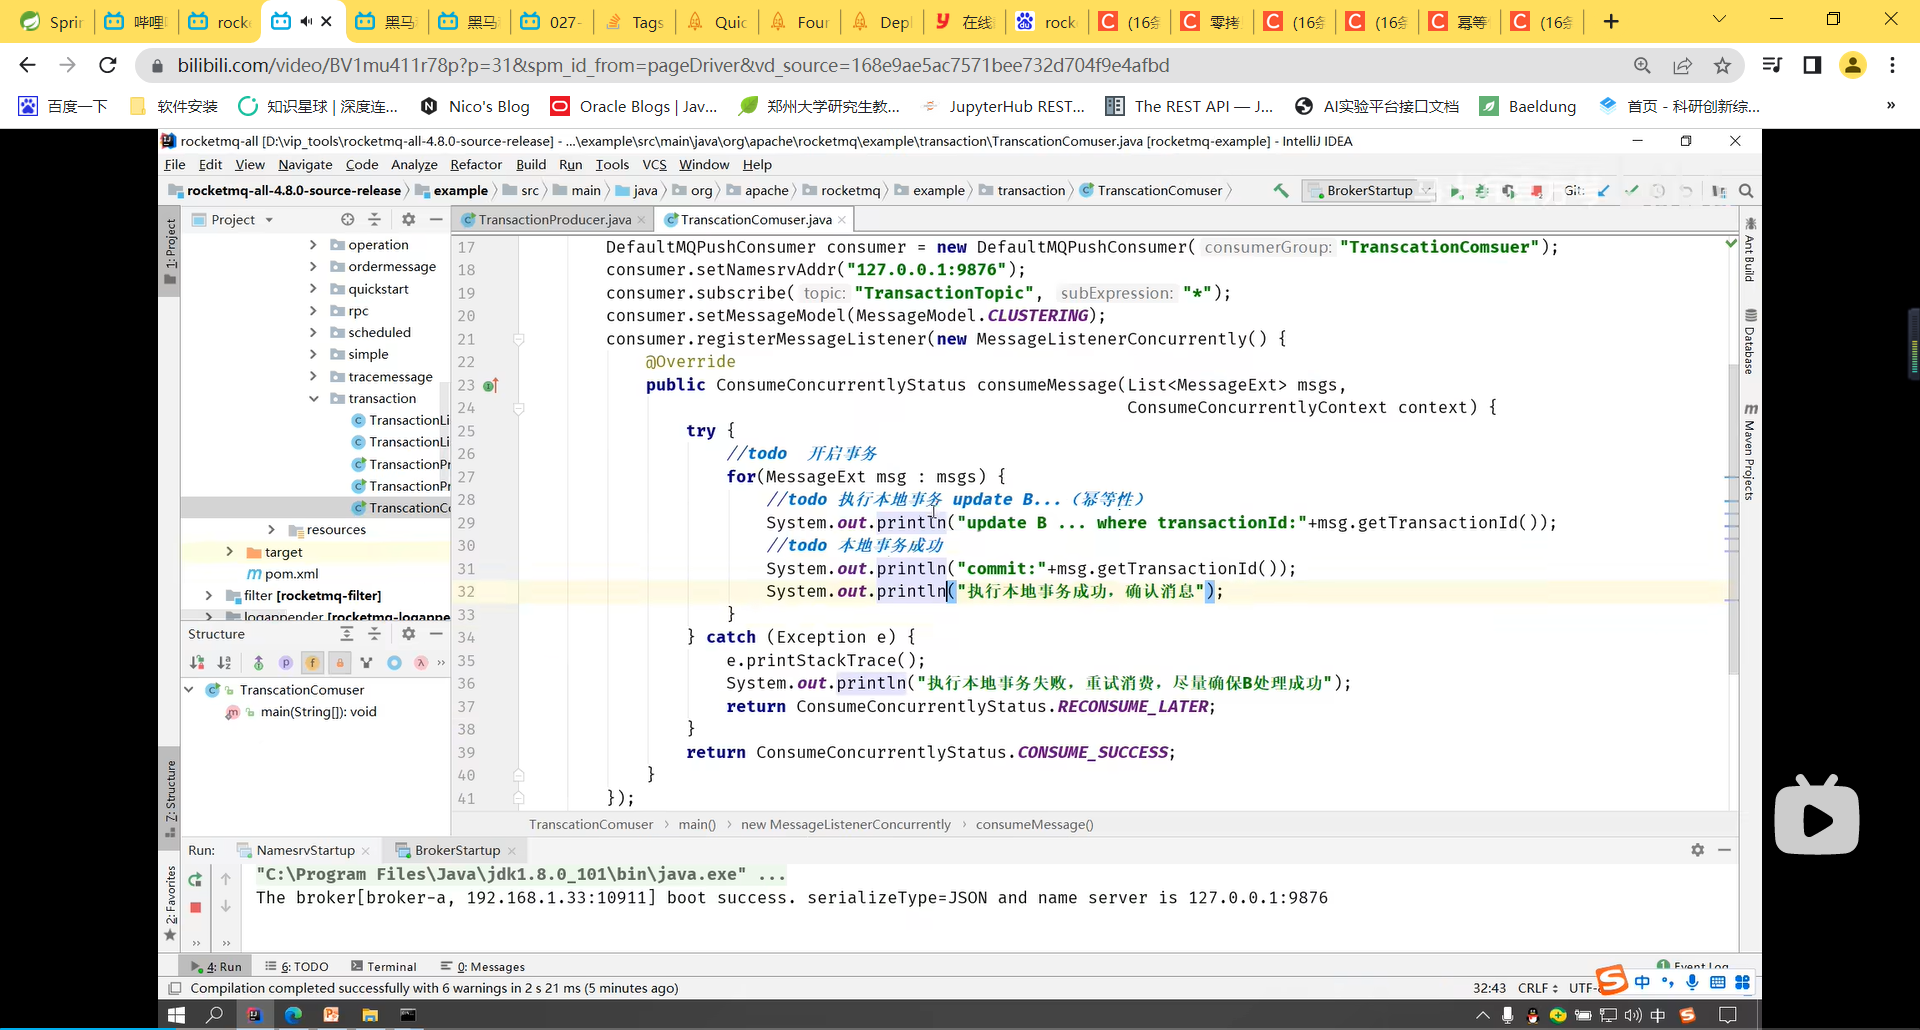 Sprin
哔哩
rock
黑马
黑马
027-
Tags
Quic
Four
Depl
在线
rock
(16条
零拷
(16条
(16条
幂等
(16条
bilibili.com/video/BV1mu411r78p?p=31&spm_id_from=pageDriver&vd_source=168e9ae5ac7571bee732d704f9e4afbd
百度一下
软件安装
知识星球 | 深度连...
Nico's Blog
Oracle Blogs | Jav...
郑州大学研究生教...
JupyterHub REST...
The REST API — J...
AI实验平台接口文档
Baeldung
首页 - 科研创新综...
rocketmq-all [D:\vip_tools\rocketmq-all-4.8.0-source-release] - ...\example\src\main\java\org\apache\rocketmq\example\transaction\TranscationComuser.java [rocketmq-example] - IntelliJ IDEA
File Edit View Navigate Code Analyze Refactor Build Run Tools VCS Window Help
rocketmq-all-4.8.0-source-release example src main java org apache rocketmq example transaction TranscationComuser
BrokerStartup
Git:
1: Project
Project
TransactionProducer.java
TranscationComuser.java
operation
ordermessage
quickstart
rpc
scheduled
simple
tracemessage
transaction
TransactionLi
TransactionLi
TransactionPr
TransactionPr
TranscationCo
resources
target
pom.xml
filter [rocketmq-filter]
logappender [rocketmq-logappe
17 DefaultMQPushConsumer consumer = new DefaultMQPushConsumer( consumerGroup: "TranscationComsuer");
18 consumer.setNamesrvAddr("127.0.0.1:9876");
19 consumer.subscribe( topic: "TransactionTopic", subExpression: "*");
20 consumer.setMessageModel(MessageModel.CLUSTERING);
21 consumer.registerMessageListener(new MessageListenerConcurrently() {
22 @Override
23 public ConsumeConcurrentlyStatus consumeMessage(List<MessageExt> msgs,
24 ConsumeConcurrentlyContext context) {
25 try {
26 //todo 开启事务
27 for(MessageExt msg : msgs) {
28 //todo 执行本地事务 update B...（幂等性）
29 System.out.println("update B ... where transactionId:"+msg.getTransactionId());
30 //todo 本地事务成功
31 System.out.println("commit:"+msg.getTransactionId());
32 System.out.println("执行本地事务成功，确认消息");
33 }
34 } catch (Exception e) {
35 e.printStackTrace();
36 System.out.println("执行本地事务失败，重试消费，尽量确保B处理成功");
37 return ConsumeConcurrentlyStatus.RECONSUME_LATER;
38 }
39 return ConsumeConcurrentlyStatus.CONSUME_SUCCESS;
40 }
41 });
Ant Build
Database
Maven Projects
Structure
TranscationComuser
main(String[]): void
Z: Structure
2: Favorites
TranscationComuser main() new MessageListenerConcurrently consumeMessage()
Run: NamesrvStartup BrokerStartup
"C:\Program Files\Java\jdk1.8.0_101\bin\java.exe" ...
The broker[broker-a, 192.168.1.33:10911] boot success. serializeType=JSON and name server is 127.0.0.1:9876
4: Run 6: TODO Terminal 0: Messages
Event Log
Compilation completed successfully with 6 warnings in 2 s 21 ms (5 minutes ago)
32:43 CRLF UTF-
中
中